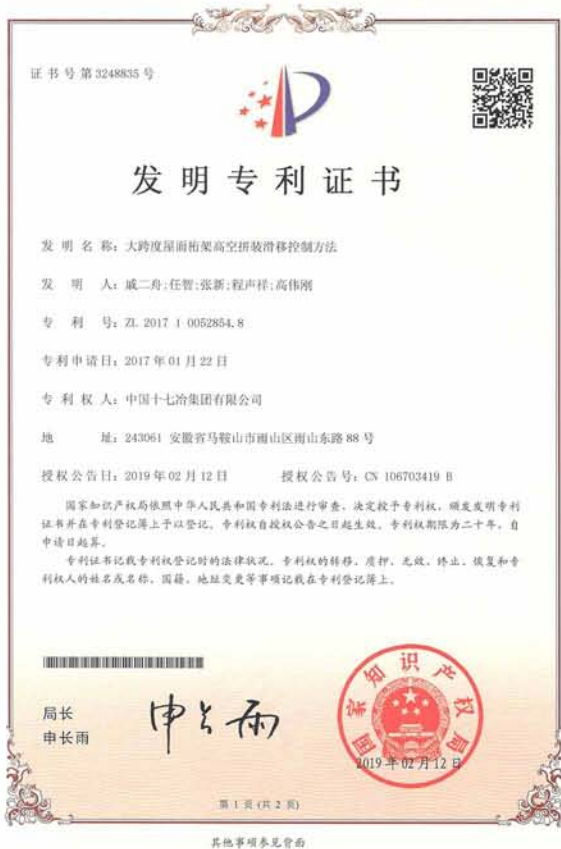 证书号第3248835号
发明专利证书
发明名称：大跨度屋面桁架高空拼装滑移控制方法
发明人：戚二舟;任智;张新;程声祥;高伟刚
专利号：ZL 2017 1 0052854.8
专利申请日：2017年01月22日
专利权人：中国十七冶集团有限公司
地址：243061 安徽省马鞍山市雨山区雨山东路88号
授权公告日：2019年02月12日 授权公告号：CN 106703419 B
国家知识产权局依照中华人民共和国专利法进行审查，决定授予专利权，颁发发明专利
证书并在专利登记簿上予以登记。专利权自授权公告之日起生效。专利权期限为二十年，自
申请日起算。
专利证书记载专利权登记时的法律状况。专利权的转移、质押、无效、终止、恢复和专
利权人的姓名或名称、国籍、地址变更等事项记载在专利登记簿上。
局长
申长雨
申长雨
国家知识产权局
2019年02月12日
第1页(共2页)
其他事项参见背面